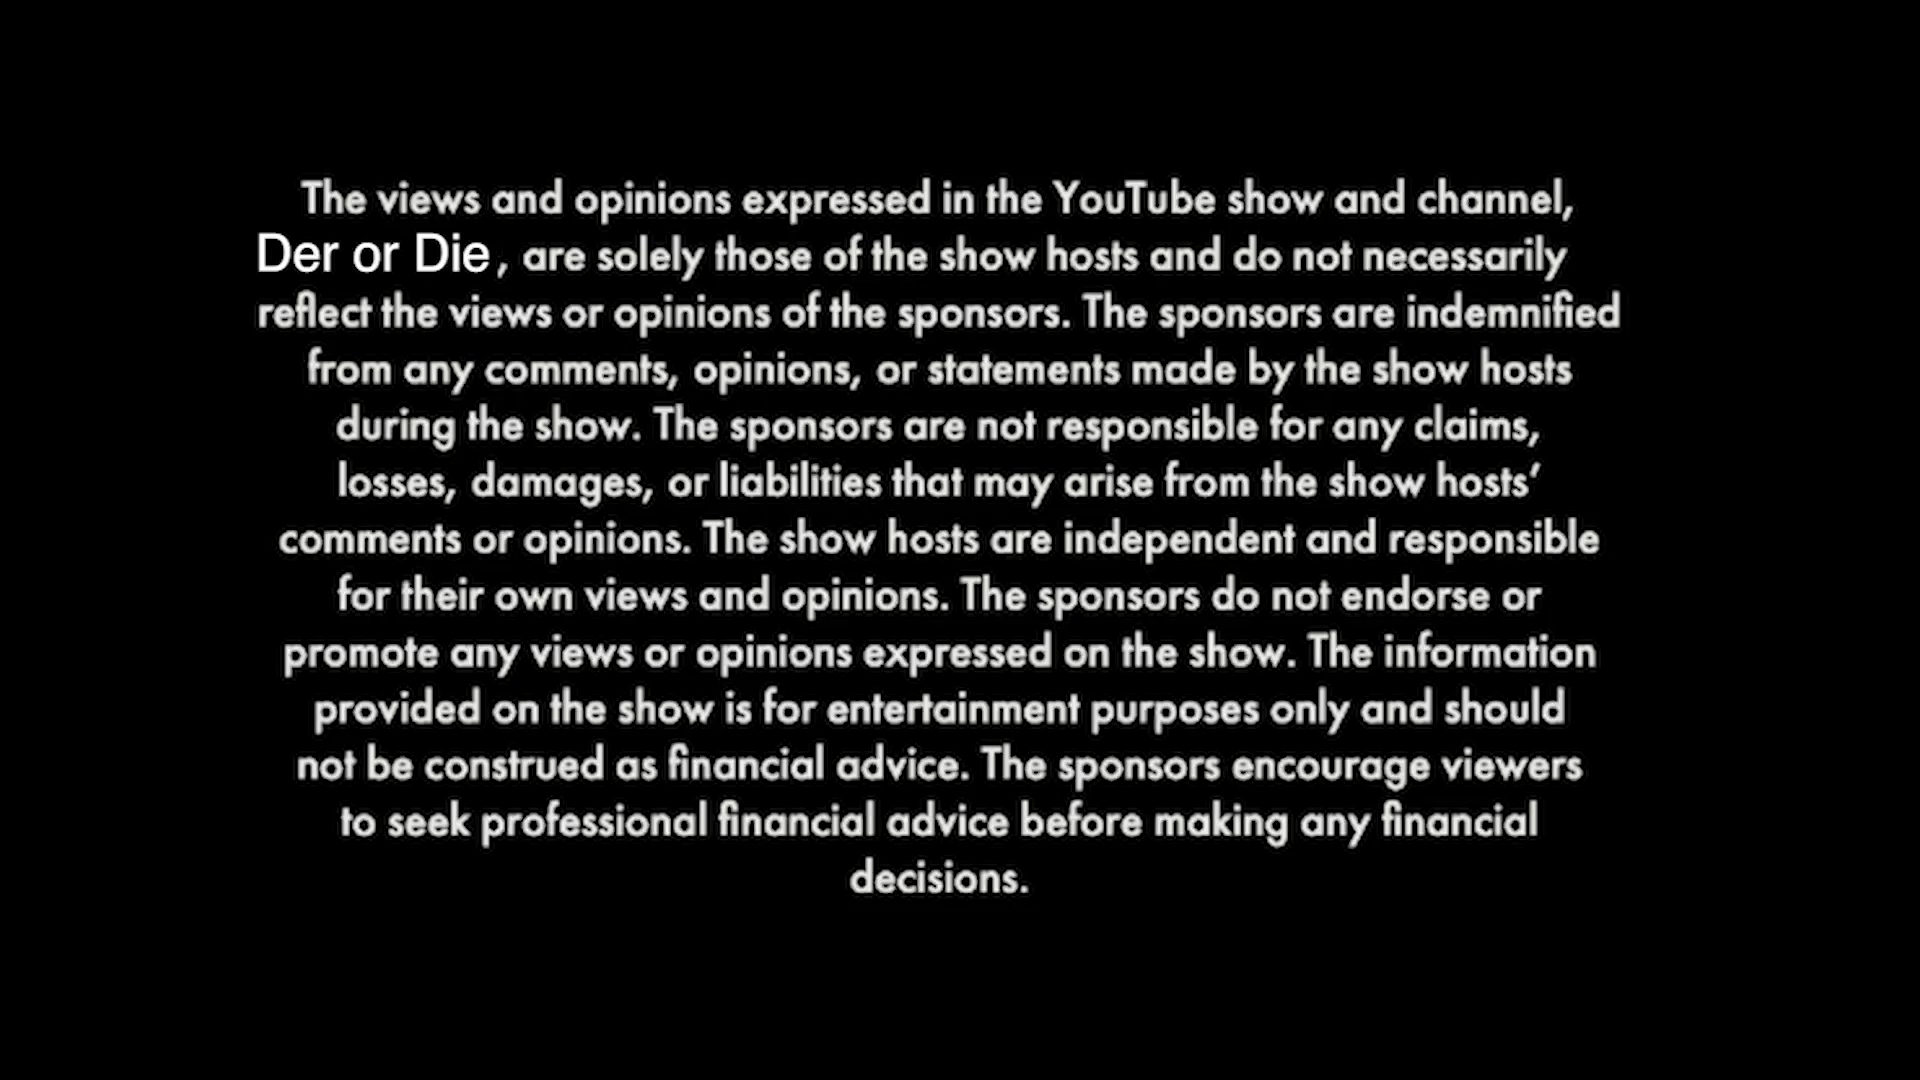 The views and opinions expressed in the YouTube show and channel,
Der or Die, are solely those of the show hosts and do not necessarily
reflect the views or opinions of the sponsors. The sponsors are indemnified
from any comments, opinions, or statements made by the show hosts
during the show. The sponsors are not responsible for any claims,
losses, damages, or liabilities that may arise from the show hosts’
comments or opinions. The show hosts are independent and responsible
for their own views and opinions. The sponsors do not endorse or
promote any views or opinions expressed on the show. The information
provided on the show is for entertainment purposes only and should
not be construed as financial advice. The sponsors encourage viewers
to seek professional financial advice before making any financial
decisions.